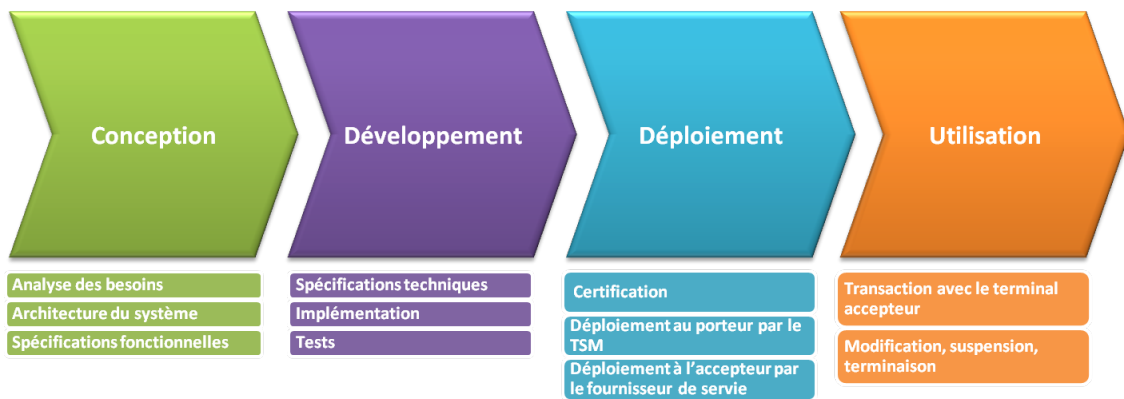 Conception
Développement
Déploiement
Utilisation
Analyse des besoins
Architecture du système
Spécifications fonctionnelles
Spécifications techniques
Implémentation
Tests
Certification
Déploiement au porteur par le
TSM
Déploiement à l'accepteur par
le fournisseur de servie
Transaction avec le terminal
accepteur
Modification, suspension,
terminaison